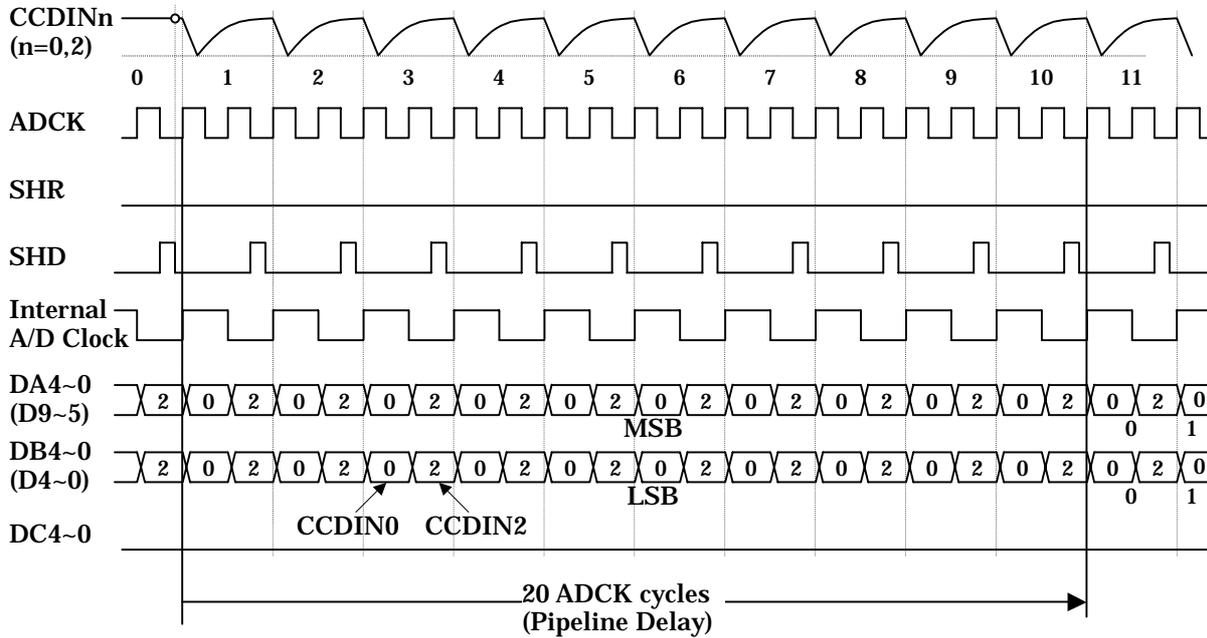 CCDINn
(n=0,2)
0 1 2 3 4 5 6 7 8 9 10 11
ADCK
SHR
SHD
Internal
A/D Clock
DA4~0
(D9~5)
2 0 2 0 2 0 2 0 2 0 2 0 2 0 2 0 2 0 2 0 2 0 2 0
MSB
0 1
DB4~0
(D4~0)
2 0 2 0 2 0 2 0 2 0 2 0 2 0 2 0 2 0 2 0 2 0 2 0
LSB
0 1
CCDIN0 CCDIN2
DC4~0
20 ADCK cycles
(Pipeline Delay)